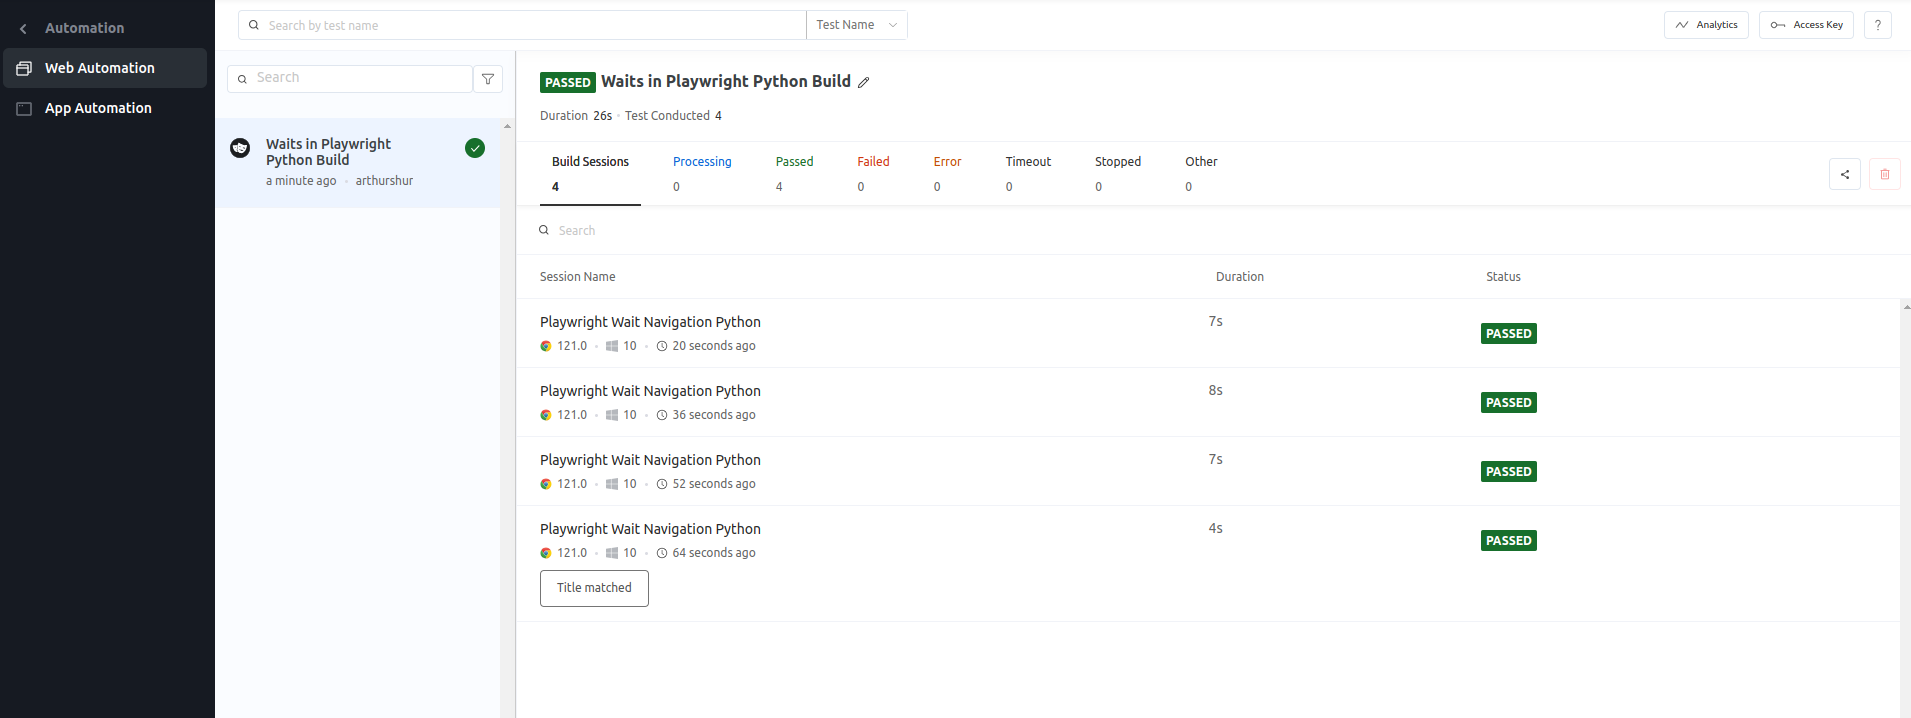 Automation
Web Automation
App Automation
Search by test name
Test Name
Analytics
Access Key
?
Search
Waits in Playwright
Python Build
a minute ago arthurshur
PASSED Waits in Playwright Python Build
Duration 26s Test Conducted 4
Build Sessions Processing Passed Failed Error Timeout Stopped Other
4 0 4 0 0 0 0 0
Search
Session Name Duration Status
Playwright Wait Navigation Python 7s PASSED
121.0 10 20 seconds ago
Playwright Wait Navigation Python 8s PASSED
121.0 10 36 seconds ago
Playwright Wait Navigation Python 7s PASSED
121.0 10 52 seconds ago
Playwright Wait Navigation Python 4s PASSED
121.0 10 64 seconds ago
Title matched